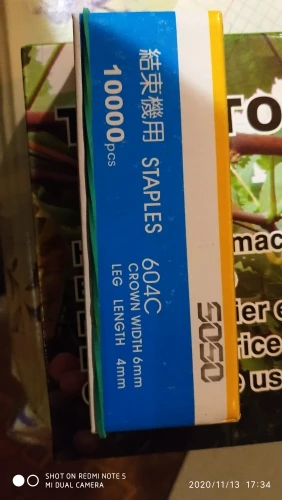 結束機用 STAPLES 604C
10000pcs
CROWN WIDTH 6mm
LEG LENGTH 4mm
SOSO
TO
mac
ier
rice
us
SHOT ON REDMI NOTE 5
MI DUAL CAMERA
2020/11/13 17:34